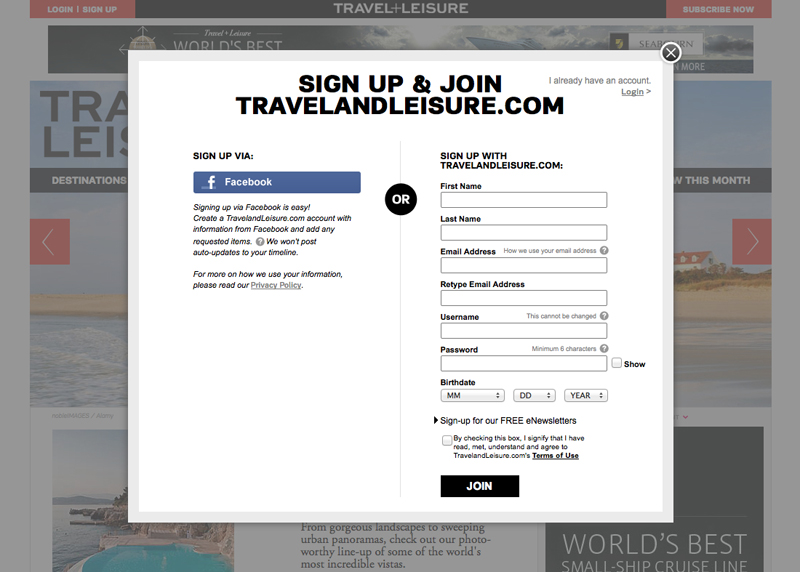 LOGIN | SIGN UP
TRAVEL+LEISURE
SUBSCRIBE NOW
Travel + Leisure
WORLD'S BEST
SEABOURN
MORE
SIGN UP & JOIN
TRAVELANDLEISURE.COM
I already have an account.
Login >
TRA
LEIS
DESTINATIONS
W THIS MONTH
SIGN UP VIA:
Facebook
Signing up via Facebook is easy!
Create a TravelandLeisure.com account with
information from Facebook and add any
requested items. ? We won't post
auto-updates to your timeline.
For more on how we use your information,
please read our Privacy Policy.
OR
SIGN UP WITH
TRAVELANDLEISURE.COM:
First Name
Last Name
Email Address How we use your email address ?
Retype Email Address
Username This cannot be changed ?
Password Minimum 6 characters ?
Show
Birthdate
MM DD YEAR
Sign-up for our FREE eNewsletters
By checking this box, I signify that I have
read, met, understand and agree to
TravelandLeisure.com's Terms of Use
JOIN
From gorgeous landscapes to sweeping
urban panoramas, check out our photo-
worthy line-up of some of the world's
most incredible vistas.
WORLD'S BEST
SMALL-SHIP CRUISE LINE